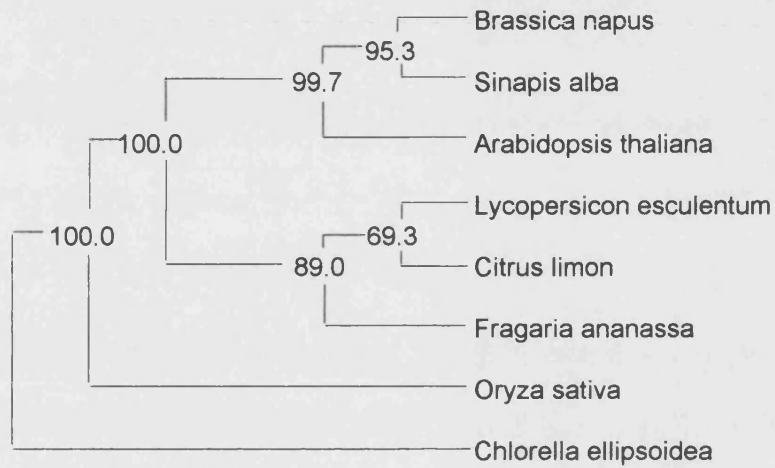 Brassica napus
95.3
99.7
Sinapis alba
100.0
Arabidopsis thaliana
Lycopersicon esculentum
100.0
69.3
89.0
Citrus limon
Fragaria ananassa
Oryza sativa
Chlorella ellipsoidea